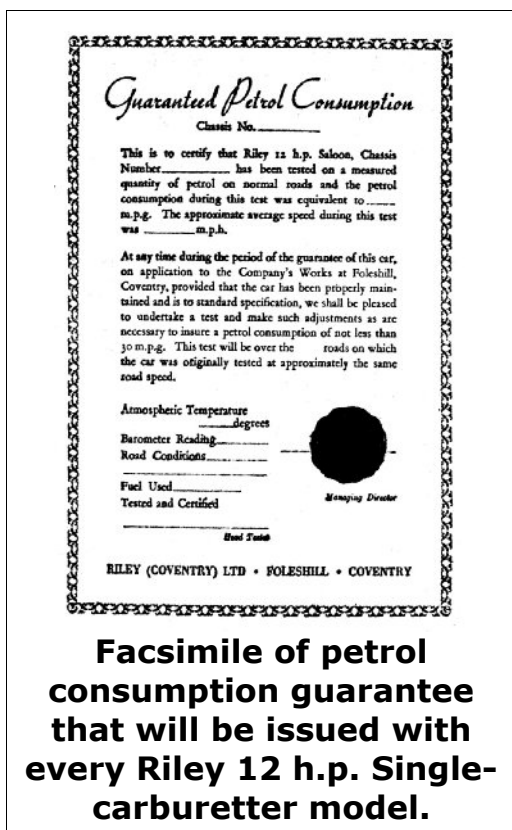 Guaranteed Petrol Consumption
Chassis No.
This is to certify that Riley 12 h.p. Saloon, Chassis
Number has been tested on a measured
quantity of petrol on normal roads and the petrol
consumption during this test was equivalent to
m.p.g. The approximate average speed during this test
was m.p.h.
At any time during the period of the guarantee of this car,
on application to the Company's Works at Foleshill,
Coventry, provided that the car has been properly main-
tained and is to standard specification, we shall be pleased
to undertake a test and make such adjustments as are
necessary to insure a petrol consumption of not less than
30 m.p.g. This test will be over the roads on which
the car was originally tested at approximately the same
road speed.
Atmospheric Temperature
degrees
Barometer Reading
Road Conditions
Fuel Used
Tested and Certified
Managing Director
Head Tester
RILEY (COVENTRY) LTD • FOLESHILL • COVENTRY
Facsimile of petrol
consumption guarantee
that will be issued with
every Riley 12 h.p. Single-
carburetter model.